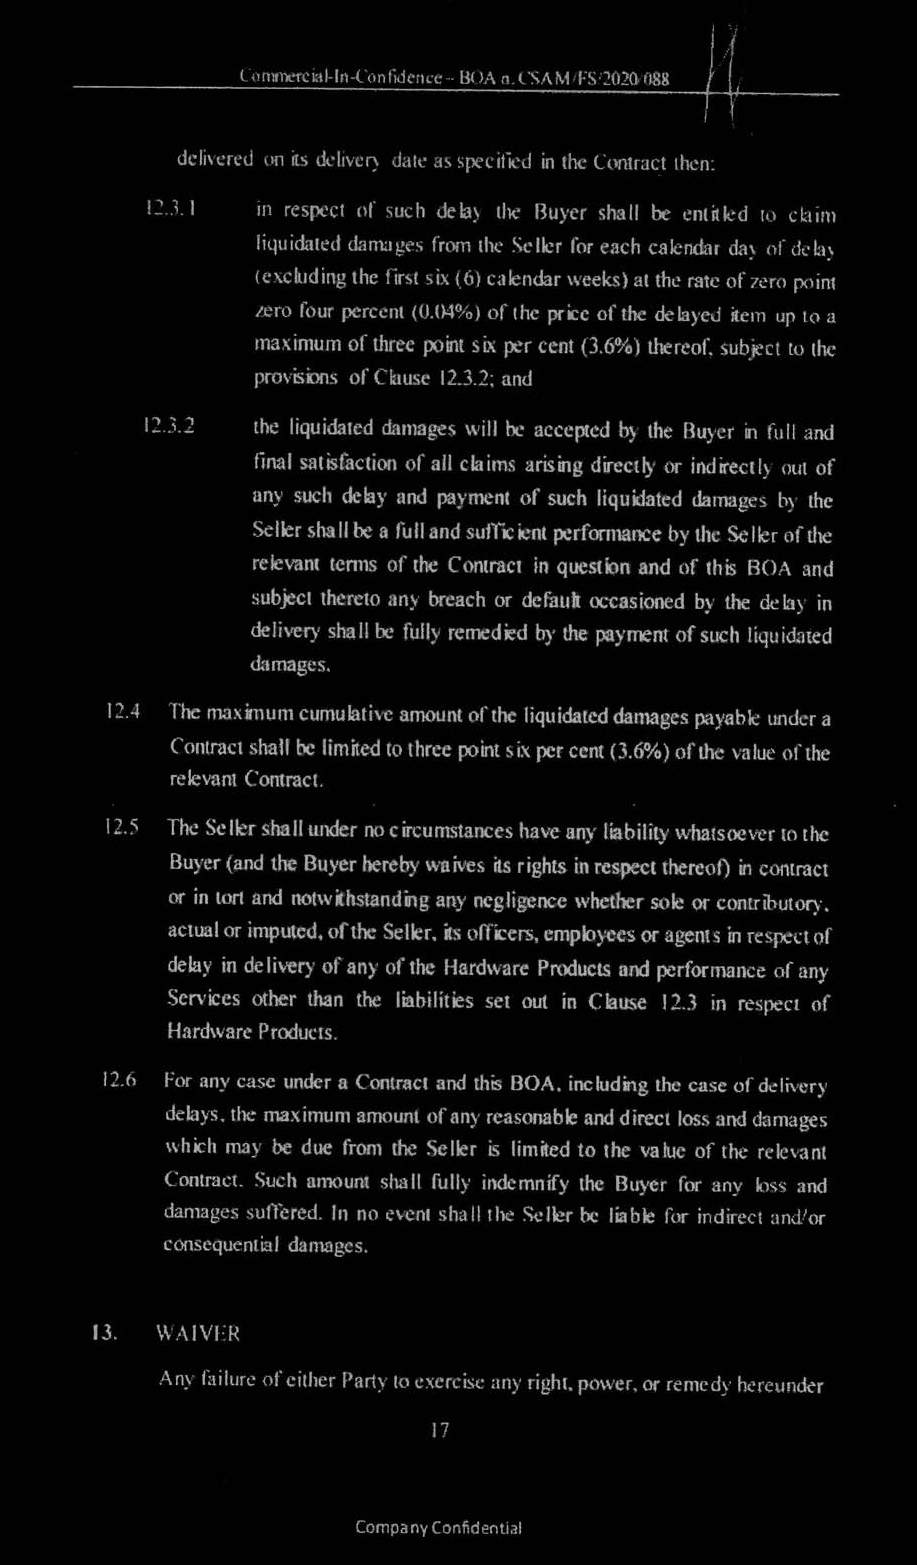 Commercial-In-Confidence – BOA n. CSAM/FS/2020/088
delivered on its delivery date as specified in the Contract then:
12.3.1 in respect of such delay the Buyer shall be entitled to claim
liquidated damages from the Seller for each calendar day of delay
(excluding the first six (6) calendar weeks) at the rate of zero point
zero four percent (0.04%) of the price of the delayed item up to a
maximum of three point six per cent (3.6%) thereof, subject to the
provisions of Clause 12.3.2; and
12.3.2 the liquidated damages will be accepted by the Buyer in full and
final satisfaction of all claims arising directly or indirectly out of
any such delay and payment of such liquidated damages by the
Seller shall be a full and sufficient performance by the Seller of the
relevant terms of the Contract in question and of this BOA and
subject thereto any breach or default occasioned by the delay in
delivery shall be fully remedied by the payment of such liquidated
damages.
12.4 The maximum cumulative amount of the liquidated damages payable under a
Contract shall be limited to three point six per cent (3.6%) of the value of the
relevant Contract.
12.5 The Seller shall under no circumstances have any liability whatsoever to the
Buyer (and the Buyer hereby waives its rights in respect thereof) in contract
or in tort and notwithstanding any negligence whether sole or contributory,
actual or imputed, of the Seller, its officers, employees or agents in respect of
delay in delivery of any of the Hardware Products and performance of any
Services other than the liabilities set out in Clause 12.3 in respect of
Hardware Products.
12.6 For any case under a Contract and this BOA, including the case of delivery
delays, the maximum amount of any reasonable and direct loss and damages
which may be due from the Seller is limited to the value of the relevant
Contract. Such amount shall fully indemnify the Buyer for any loss and
damages suffered. In no event shall the Seller be liable for indirect and/or
consequential damages.
13. WAIVER
Any failure of either Party to exercise any right, power, or remedy hereunder
17
Company Confidential